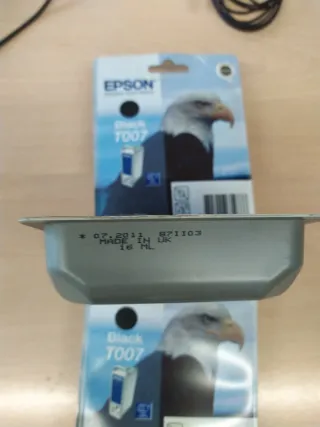 EPSON
Black
T007
* 07.2011 871103
MADE IN UK
16 ML
Black
T007